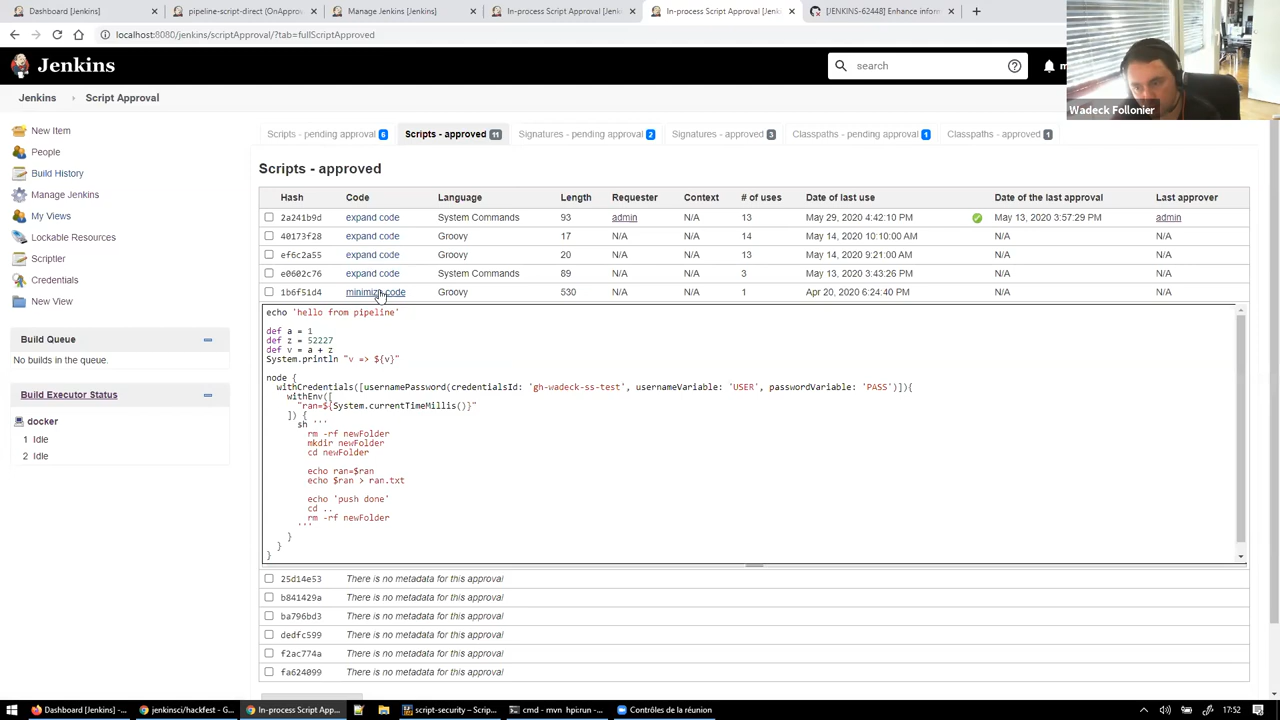 Dashboard [Jenkins]
pipeline-script-direct [OnApprov
Manage Jenkins [Jenkins]
In-process Script Approval [Jenk
In-process Script Approval [Jenk
[JENKINS-62448] Enhance inform
localhost:8080/jenkins/scriptApproval/?tab=fullScriptApproved
Wadeck Follonier
Jenkins
search
Jenkins
Script Approval
New Item
People
Build History
Manage Jenkins
My Views
Lockable Resources
Scriptler
Credentials
New View
Build Queue
No builds in the queue.
Build Executor Status
docker
1 Idle
2 Idle
Scripts - pending approval 6
Scripts - approved 11
Signatures - pending approval 2
Signatures - approved 3
Classpaths - pending approval 1
Classpaths - approved 1
Scripts - approved
Hash Code Language Length Requester Context # of uses Date of last use Date of the last approval Last approver
2a241b9d expand code System Commands 93 admin N/A 13 May 29, 2020 4:42:10 PM May 13, 2020 3:57:29 PM admin
40173f28 expand code Groovy 17 N/A N/A 14 May 14, 2020 10:10:00 AM N/A N/A
ef6c2a55 expand code Groovy 20 N/A N/A 13 May 14, 2020 9:21:00 AM N/A N/A
e0602c76 expand code System Commands 89 N/A N/A 3 May 13, 2020 3:43:26 PM N/A N/A
1b6f51d4 minimize code Groovy 530 N/A N/A 1 Apr 20, 2020 6:24:40 PM N/A N/A
echo 'hello from pipeline'
def a = 1
def z = 52227
def v = a + z
System.println "v => ${v}"
node {
withCredentials([usernamePassword(credentialsId: 'gh-wadeck-ss-test', usernameVariable: 'USER', passwordVariable: 'PASS')]){
withEnv([
"ran=${System.currentTimeMillis()}"
]) {
sh '''
rm -rf newFolder
mkdir newFolder
cd newFolder
echo ran=$ran
echo $ran > ran.txt
echo 'push done'
cd ..
rm -rf newFolder
'''
}
}
}
25d14e53 There is no metadata for this approval
b841429a There is no metadata for this approval
ba796bd3 There is no metadata for this approval
dedfc599 There is no metadata for this approval
f2ac774a There is no metadata for this approval
fa624099 There is no metadata for this approval
Dashboard [Jenkins] -...
jenkinsci/hackfest - G...
In-process Script App...
script-security – Scrip...
cmd - mvn hpi:run - ...
Contrôles de la réunion
17:52